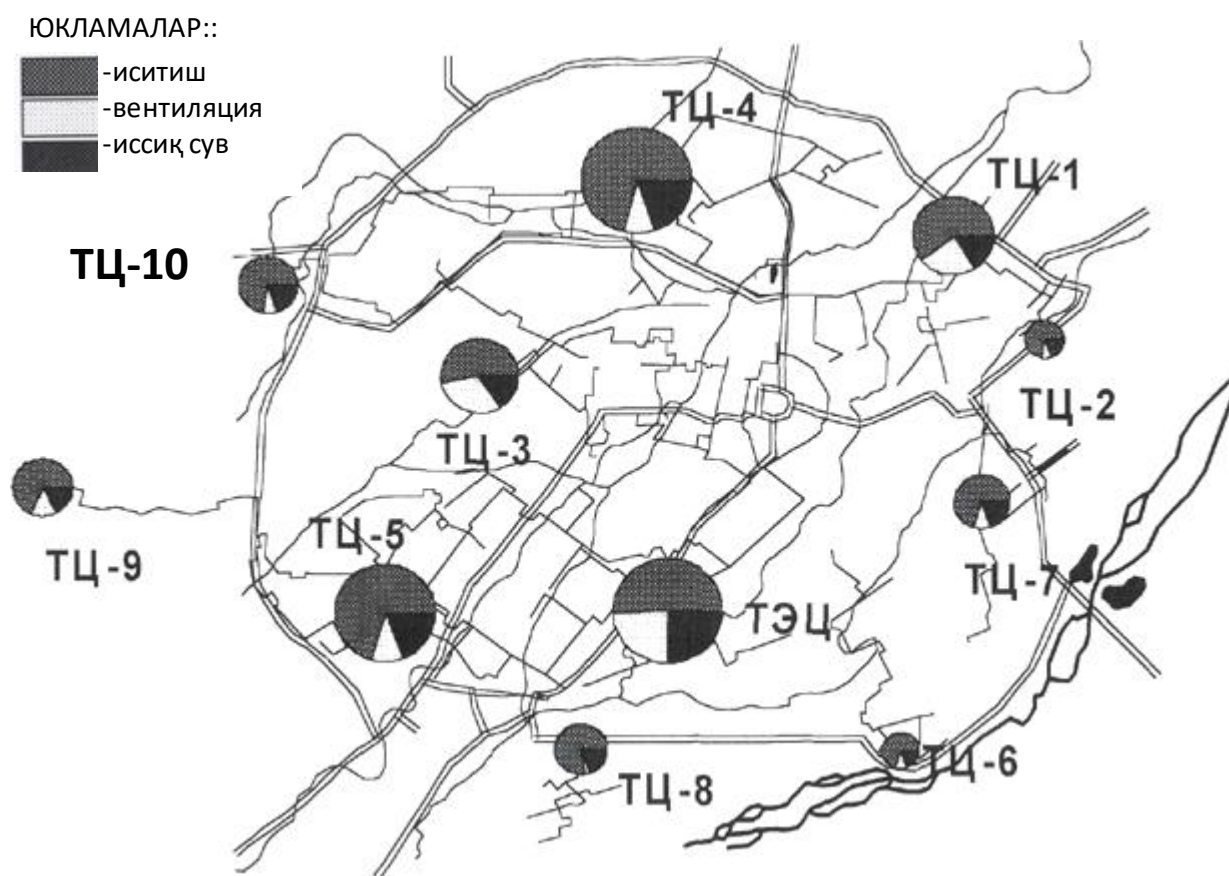 ЮКЛАМАЛАР::
-иситиш
-вентиляция
-иссиқ сув
ТЦ-4
ТЦ-1
ТЦ-10
ТЦ-2
ТЦ-3
ТЦ-5
ТЦ-9
ТЦ-7
ТЭЦ
ТЦ-6
ТЦ-8